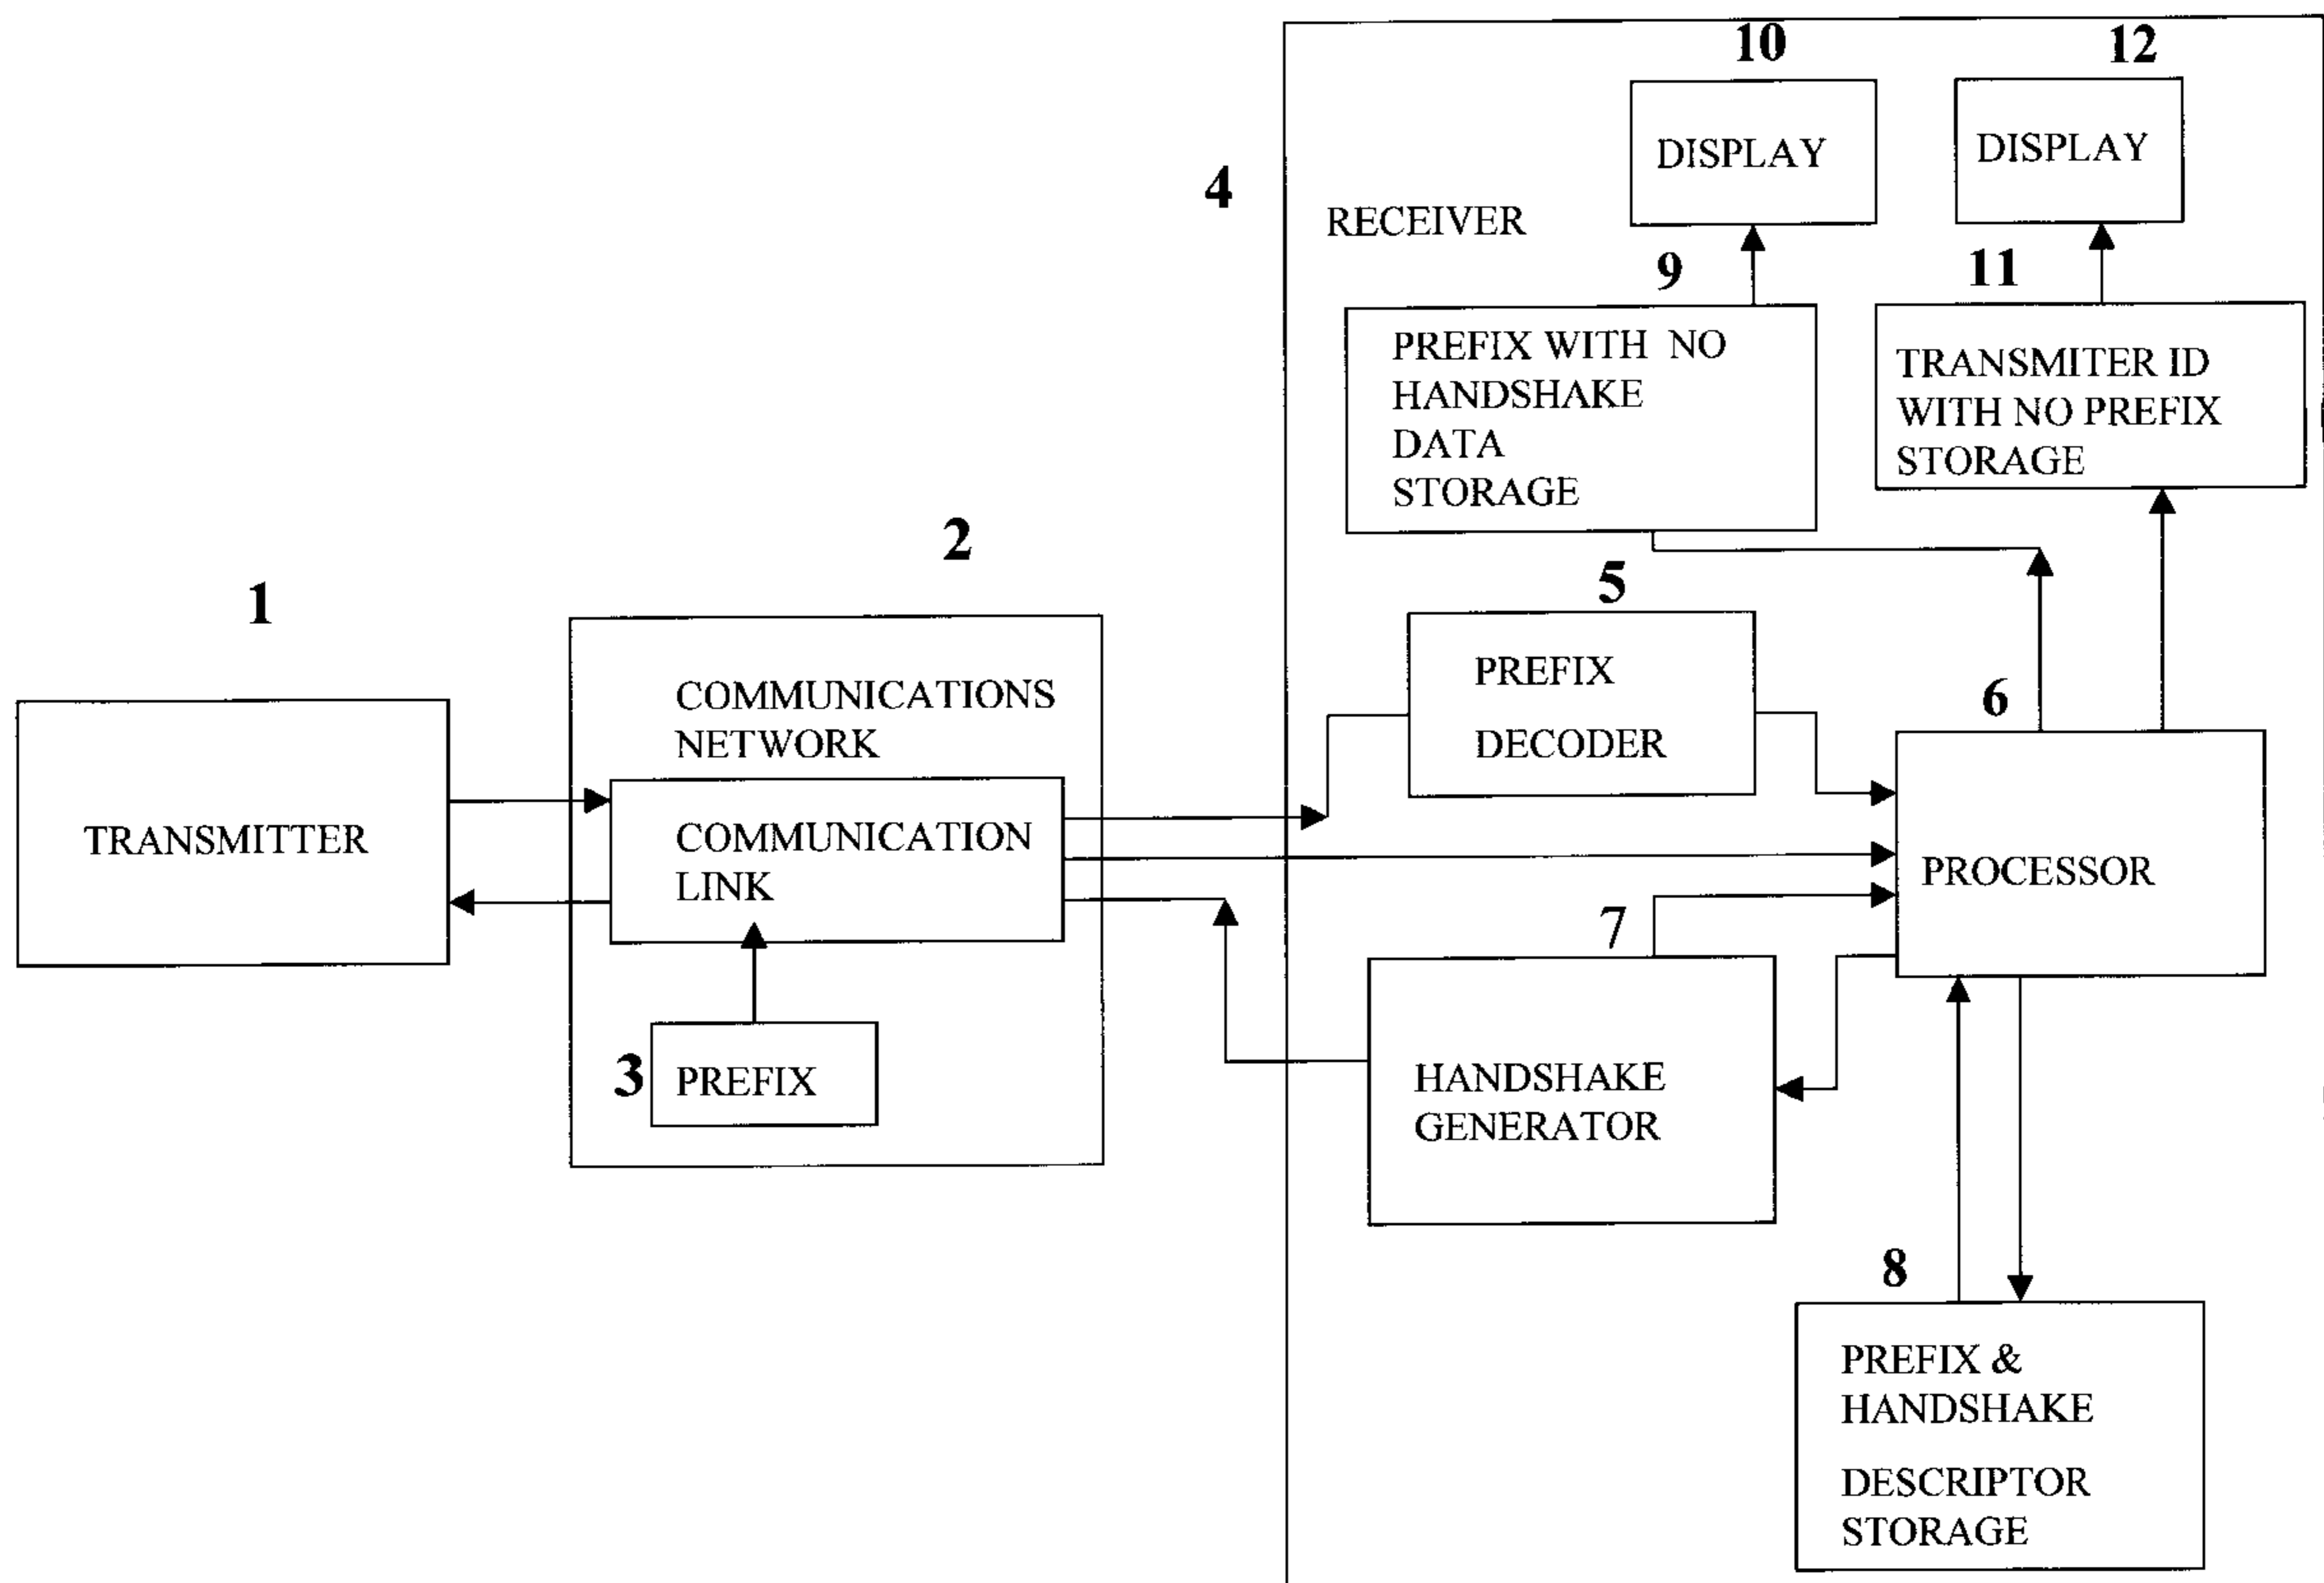 10
12
DISPLAY
DISPLAY
4
RECEIVER
9
11
PREFIX WITH NO
HANDSHAKE
DATA
STORAGE
TRANSMITER ID
WITH NO PREFIX
STORAGE
2
1
5
COMMUNICATIONS
NETWORK
PREFIX
DECODER
6
TRANSMITTER
COMMUNICATION
LINK
PROCESSOR
7
3
PREFIX
HANDSHAKE
GENERATOR
8
PREFIX &
HANDSHAKE
DESCRIPTOR
STORAGE